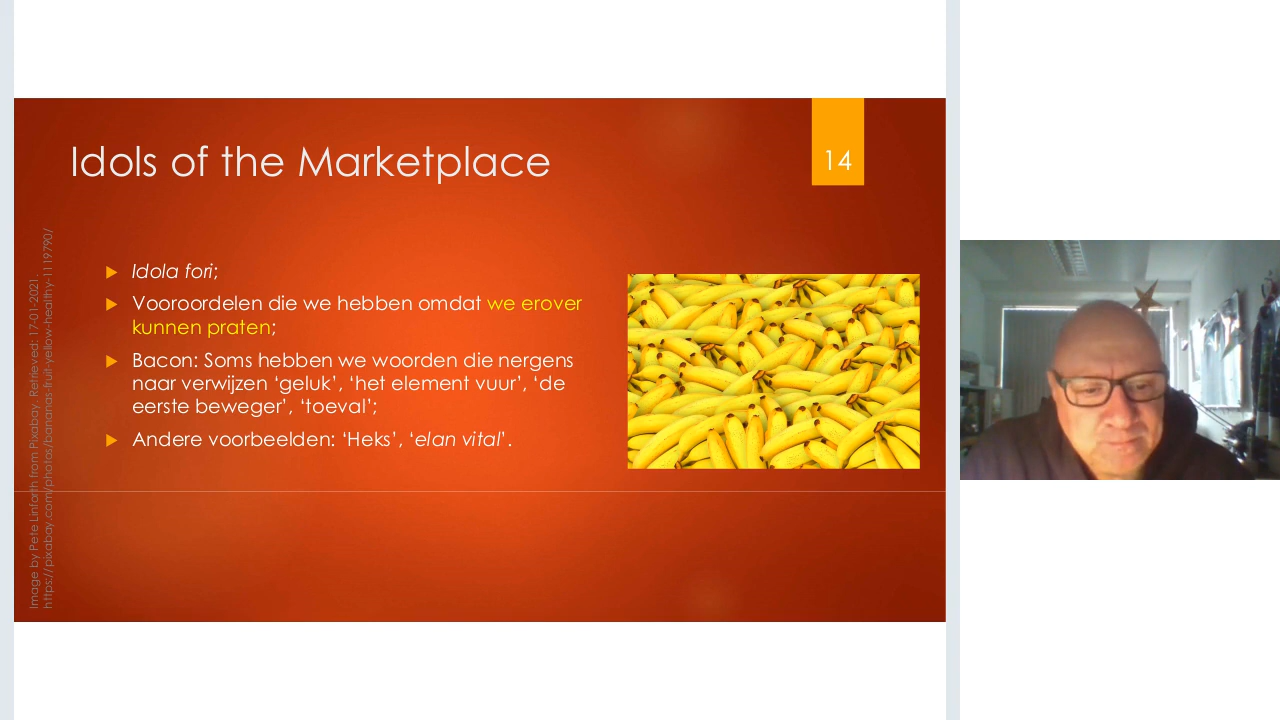 Idols of the Marketplace
14
Idola fori;
Vooroordelen die we hebben omdat we erover
kunnen praten;
Bacon: Soms hebben we woorden die nergens
naar verwijzen ‘geluk’, ‘het element vuur’, ‘de
eerste beweger’, ‘toeval’;
Andere voorbeelden: ‘Heks’, ‘elan vital’.
Image by Pete Linforth from Pixabay. Retrieved: 17-01-2021.
https://pixabay.com/photos/bananas-fruit-yellow-healthy-1119790/